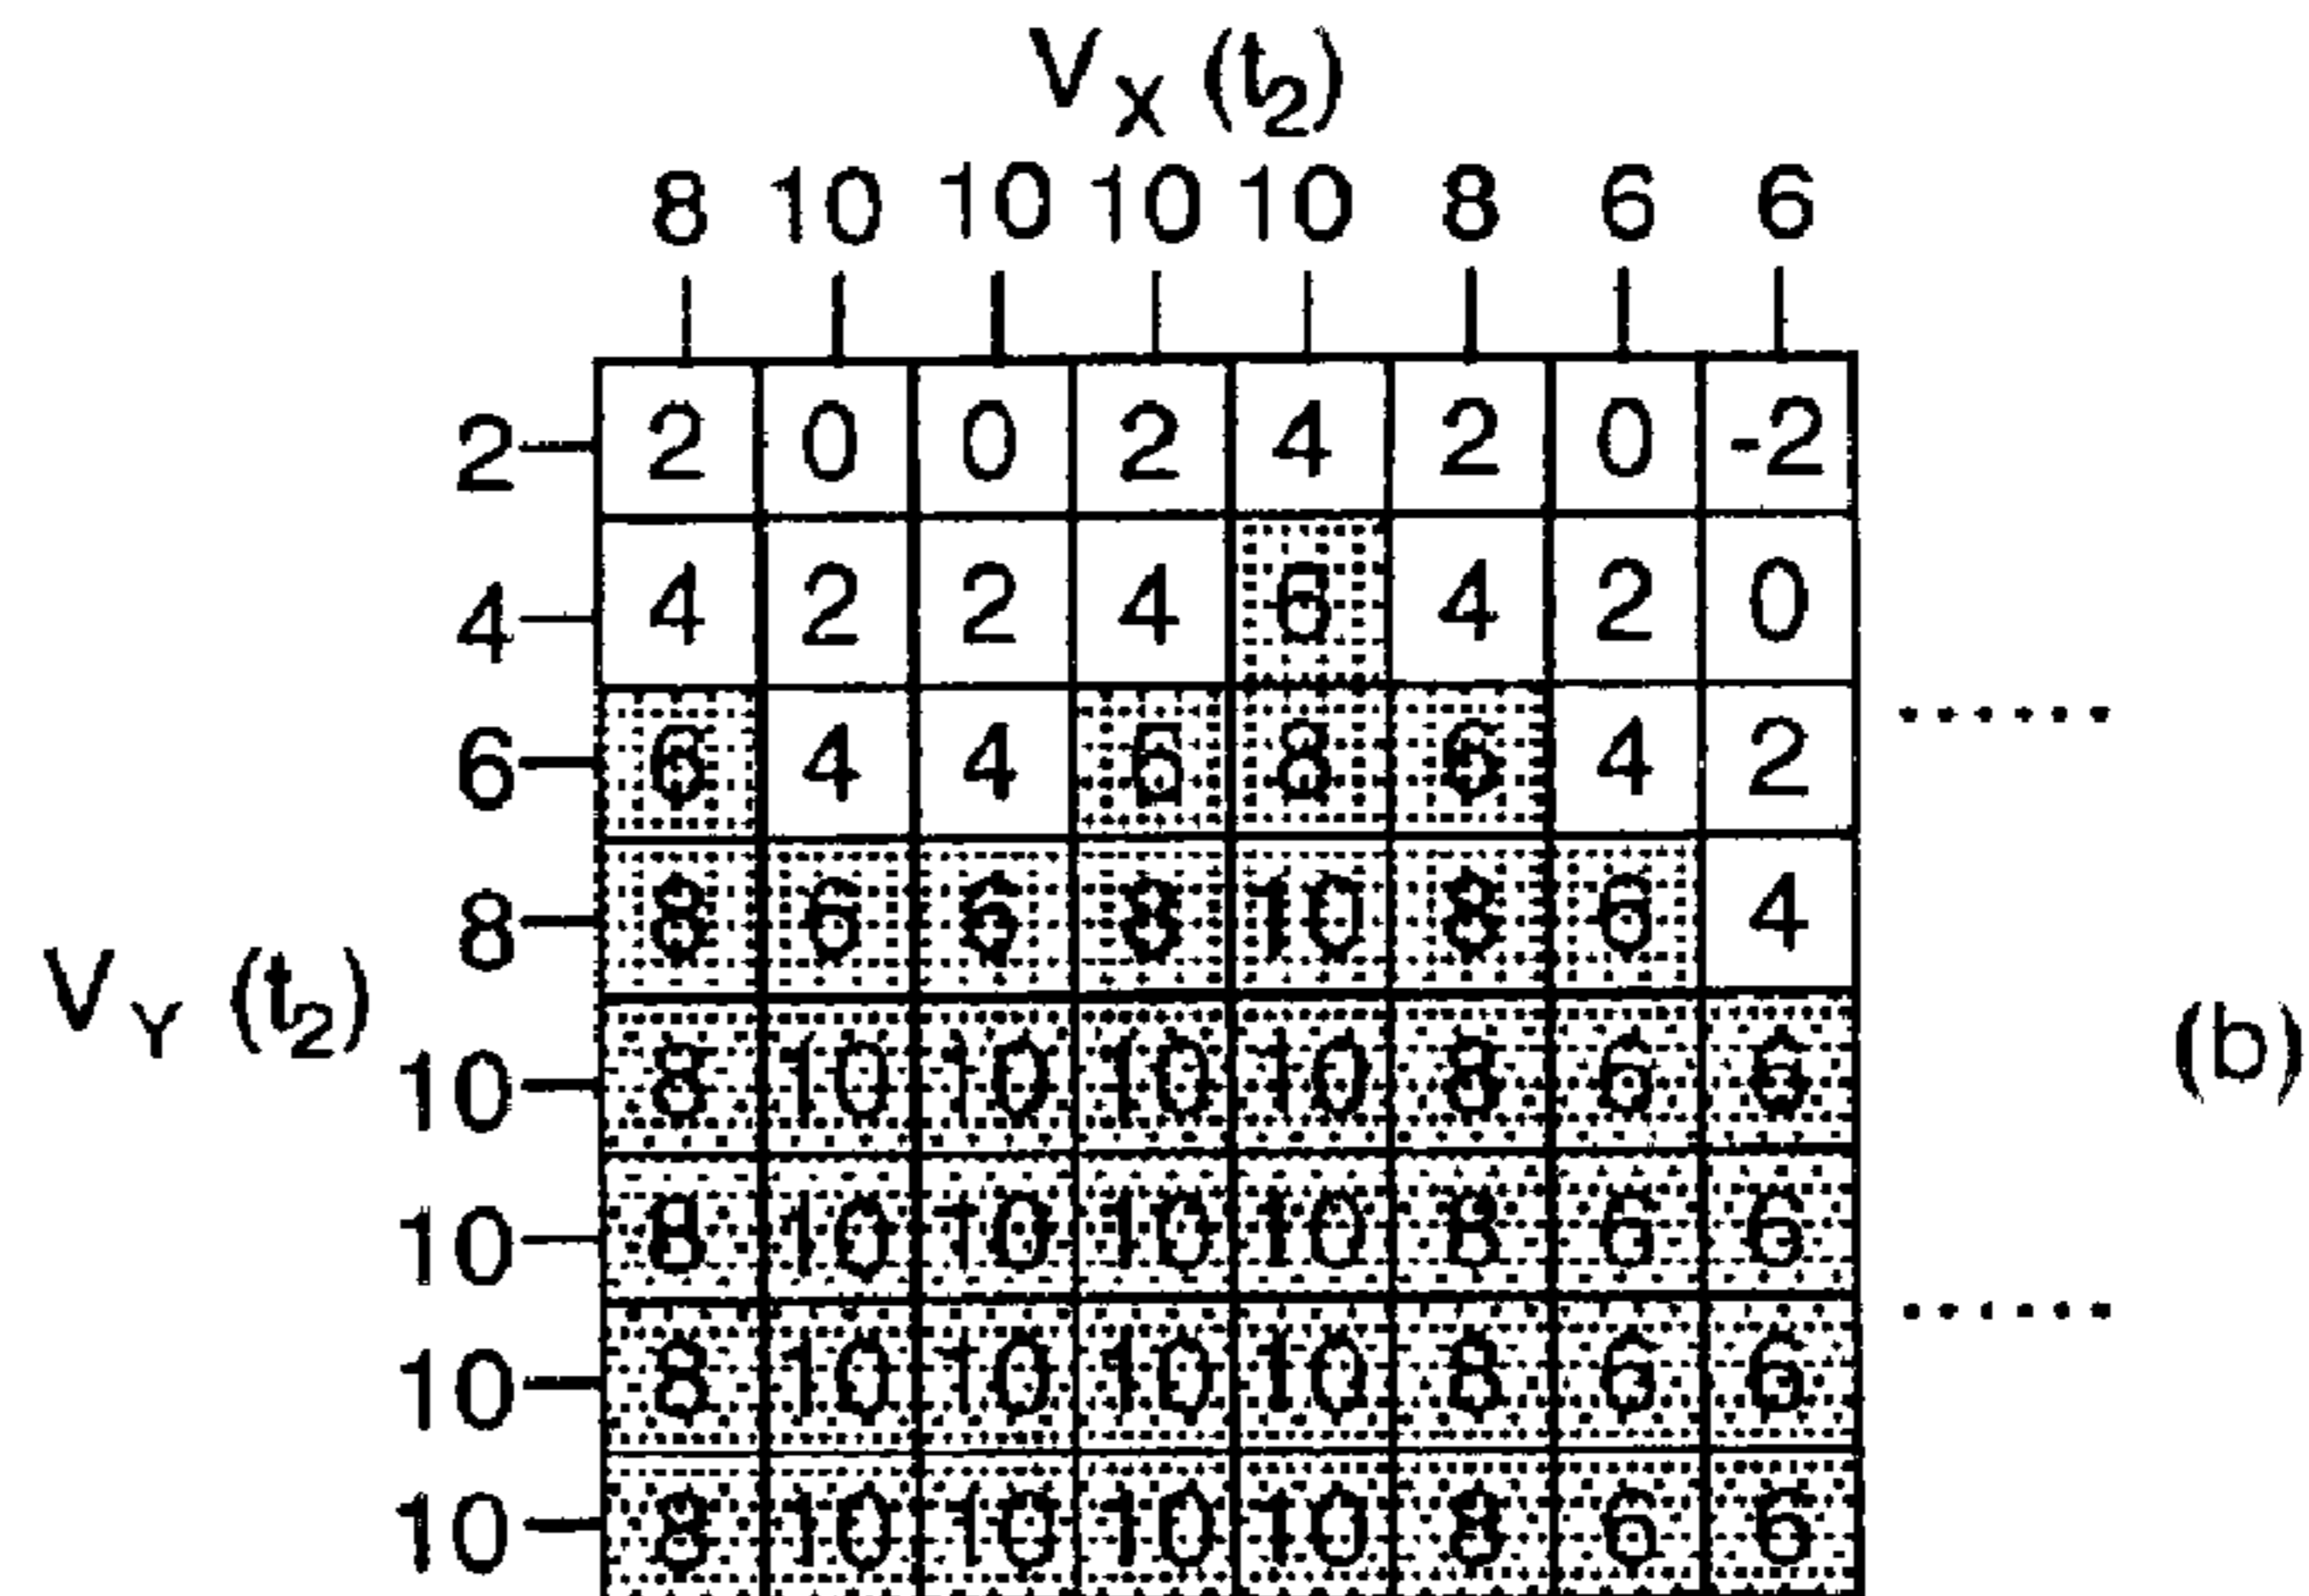 Vx (t2)
8 10 10 10 10 8 6 6
2 2 0 0 2 4 2 0 -2
4 4 2 2 4 6 4 2 0
6 6 4 4 6 8 6 4 2 ......
8 8 6 6 8 10 8 6 4
VY (t2)
10 8 10 10 10 10 8 6 6
(b)
10 8 10 10 10 10 8 6 6
10 8 10 10 10 10 8 6 6 ......
10 8 10 10 10 10 8 6 6